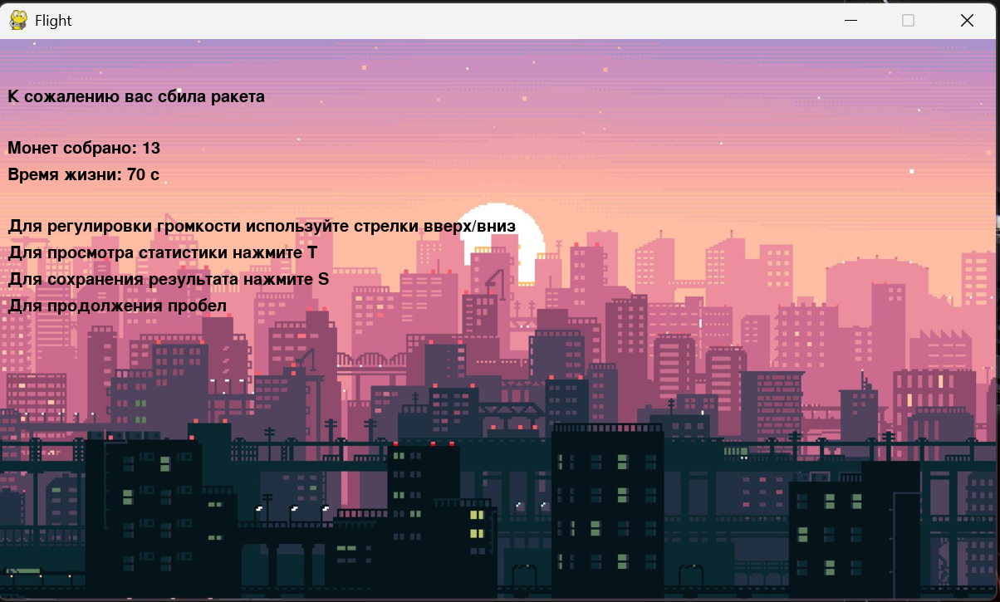 Flight
К сожалению вас сбила ракета
Монет собрано: 13
Время жизни: 70 с
Для регулировки громкости используйте стрелки вверх/вниз
Для просмотра статистики нажмите T
Для сохранения результата нажмите S
Для продолжения пробел